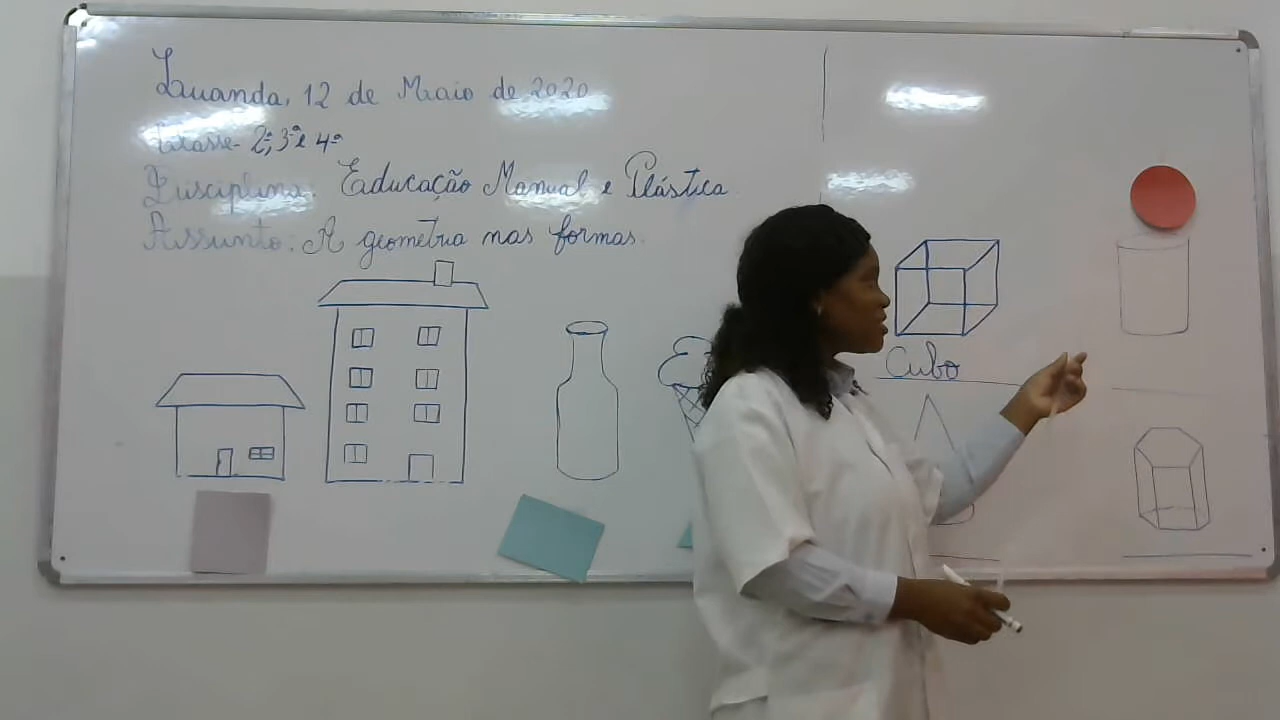 Luanda, 12 de Maio de 2020
Classe- 2ª, 3ª e 4ª
Disciplina: Educação Manual e Plástica
Assunto: A geometria nas formas.
Cubo